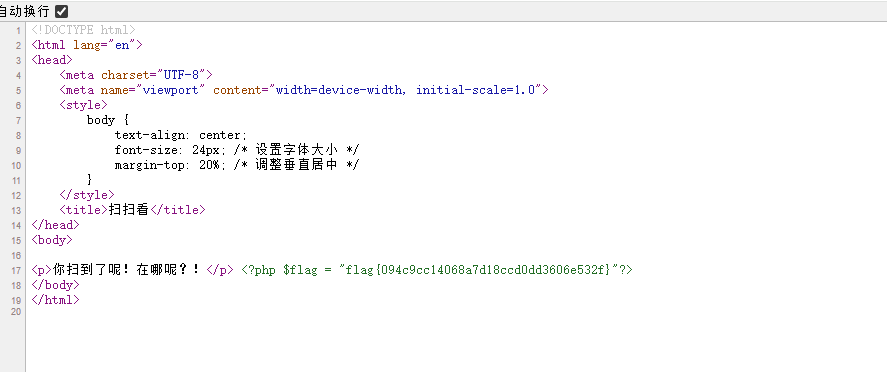 自动换行
1 <!DOCTYPE html>
2 <html lang="en">
3 <head>
4 <meta charset="UTF-8">
5 <meta name="viewport" content="width=device-width, initial-scale=1.0">
6 <style>
7 body {
8 text-align: center;
9 font-size: 24px; /* 设置字体大小 */
10 margin-top: 20%; /* 调整垂直居中 */
11 }
12 </style>
13 <title>扫扫看</title>
14 </head>
15 <body>
16
17 <p>你扫到了呢！在哪呢？！</p> <?php $flag = "flag{094c9cc14068a7d18ccd0dd3606e532f}"?>
18 </body>
19 </html>
20